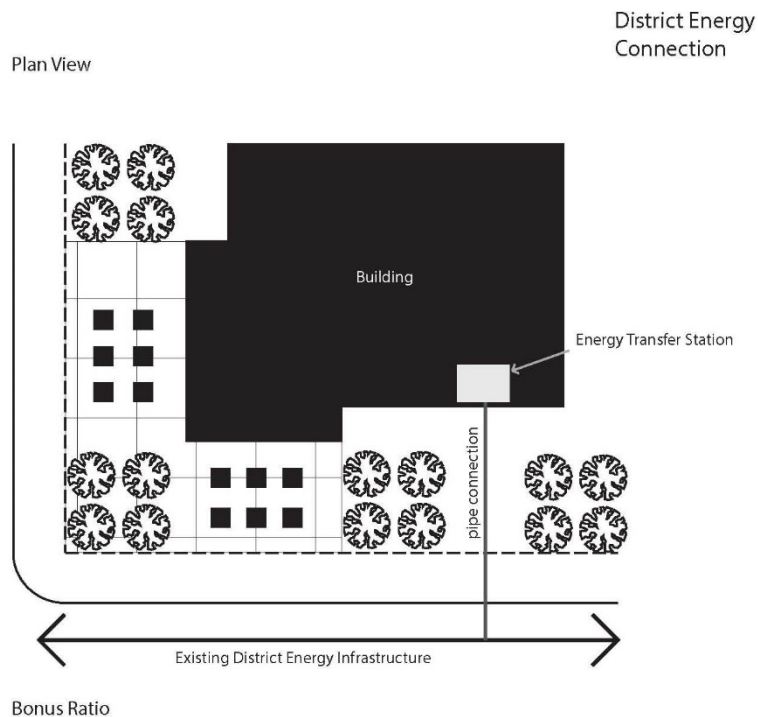 District Energy
Connection
Plan View
Building
Energy Transfer Station
pipe connection
Existing District Energy Infrastructure
Bonus Ratio